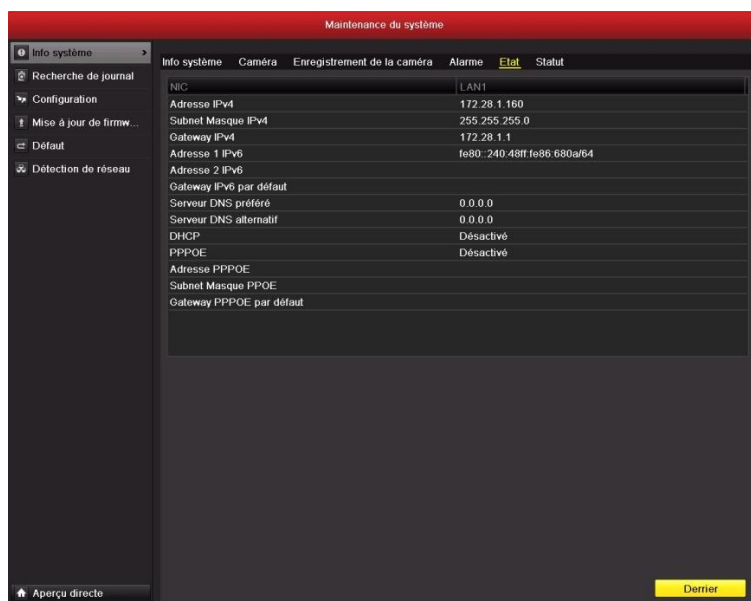 Maintenance du système
Info système >
Recherche de journal
Configuration
Mise à jour de firmw...
Défaut
Détection de réseau
Aperçu directe
Info système Caméra Enregistrement de la caméra Alarme Etat Statut
NIC LAN1
Adresse IPv4 172.28.1.160
Subnet Masque IPv4 255.255.255.0
Gateway IPv4 172.28.1.1
Adresse 1 IPv6 fe80::240:48ff:fe86:680a/64
Adresse 2 IPv6
Gateway IPv6 par défaut
Serveur DNS préféré 0.0.0.0
Serveur DNS alternatif 0.0.0.0
DHCP Désactivé
PPPOE Désactivé
Adresse PPPOE
Subnet Masque PPOE
Gateway PPPOE par défaut
Derrier